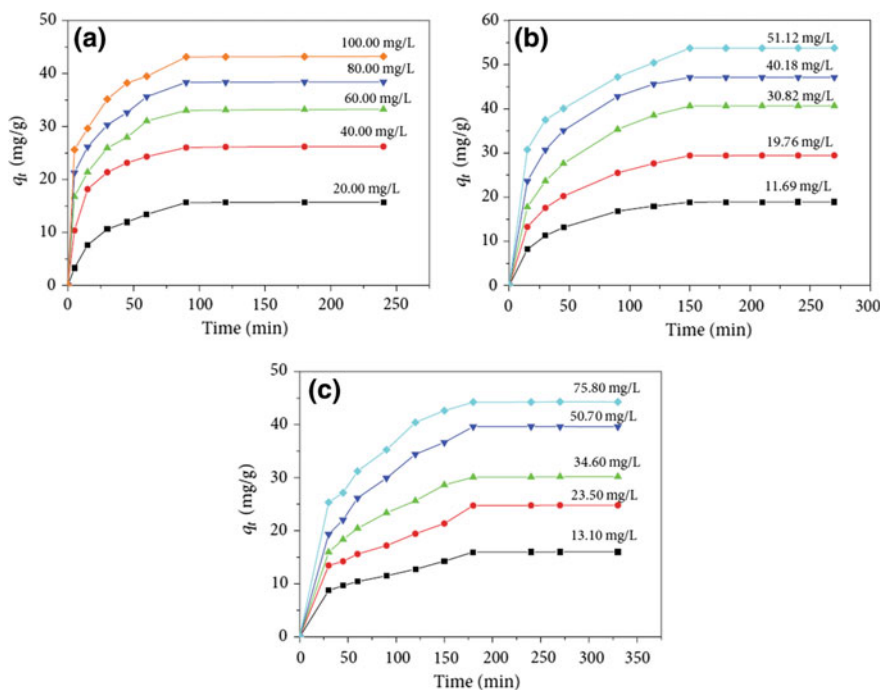 (a)
50
40
30
20
10
0
qt (mg/g)
100.00 mg/L
80.00 mg/L
60.00 mg/L
40.00 mg/L
20.00 mg/L
0 50 100 150 200 250
Time (min)
(b)
60
50
40
30
20
10
0
qt (mg/g)
51.12 mg/L
40.18 mg/L
30.82 mg/L
19.76 mg/L
11.69 mg/L
0 50 100 150 200 250 300
Time (min)
(c)
50
40
30
20
10
0
qt (mg/g)
75.80 mg/L
50.70 mg/L
34.60 mg/L
23.50 mg/L
13.10 mg/L
0 50 100 150 200 250 300 350
Time (min)